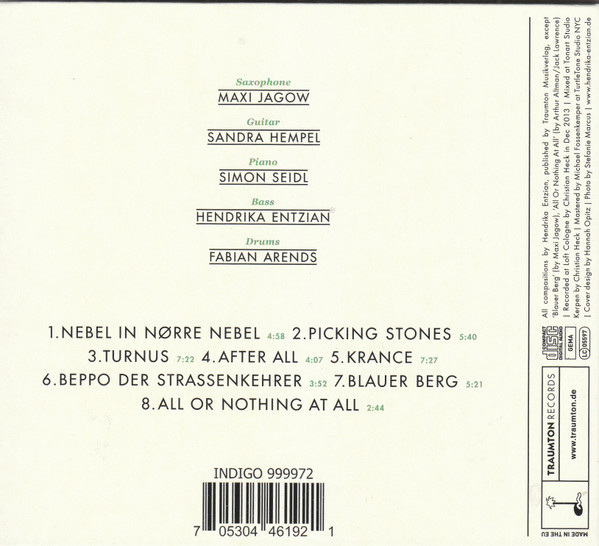 Saxophone
MAXI JAGOW
Guitar
SANDRA HEMPEL
Piano
SIMON SEIDL
Bass
HENDRIKA ENTZIAN
Drums
FABIAN ARENDS
1.NEBEL IN NØRRE NEBEL 4:58 2.PICKING STONES 5:40
3.TURNUS 7:22 4.AFTER ALL 4:07 5.KRANCE 7:27
6.BEPPO DER STRASSENKEHRER 3:52 7.BLAUER BERG 5:21
8.ALL OR NOTHING AT ALL 2:44
INDIGO 999972
7 05304 46192 1
All compositions by Hendrika Entzian, published by Traumton Musikverlag, except
'Blauer Berg' (by Maxi Jagow), 'All Or Nothing At All' (by Arthur Altman/Jack Lawrence)
| Recorded at Loft Cologne by Christian Heck in Dec 2013 | Mixed at Tonart Studio
Kerpen by Christian Heck | Mastered by Michael Fossenkemper at TurtleTone Studio NYC
| Cover design by Hannah Opitz | Photo by Stefanie Marcus | www.hendrika-entzian.de
COMPACT
disc
DIGITAL AUDIO
GEMA
LC 05597
TRAUMTON RECORDS
www.traumton.de
MADE IN THE EU